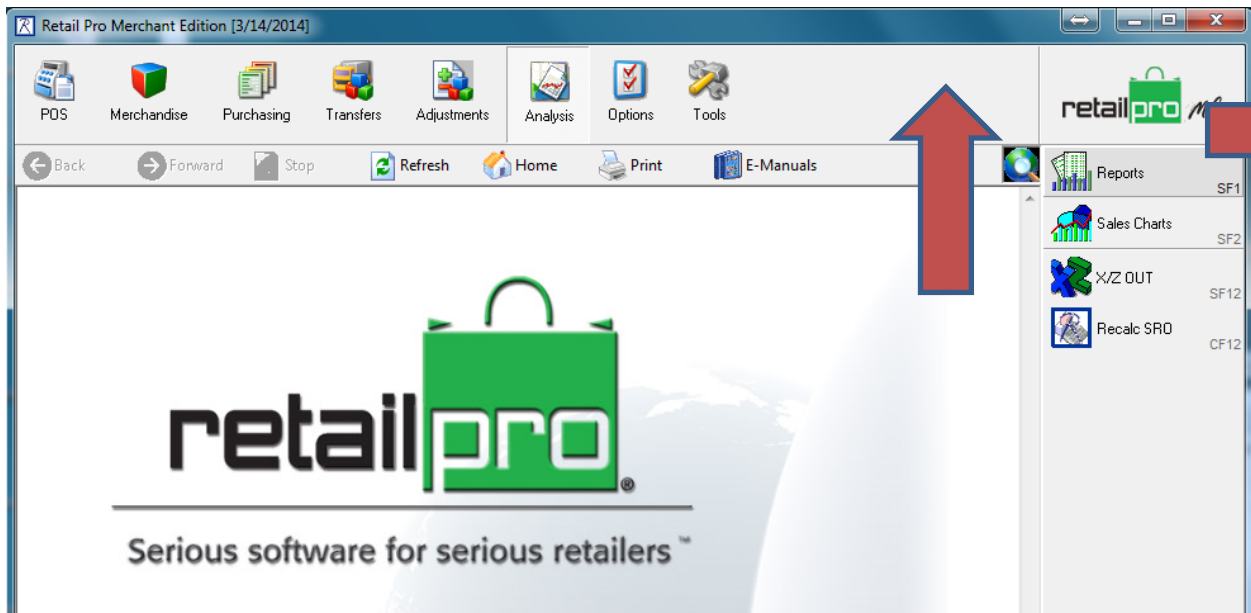 Retail Pro Merchant Edition [3/14/2014]
POS Merchandise Purchasing Transfers Adjustments Analysis Options Tools
retailpro
Back Forward Stop Refresh Home Print E-Manuals
Reports SF1
Sales Charts SF2
X/Z OUT SF12
Recalc SRO CF12
retailpro ®
Serious software for serious retailers ™